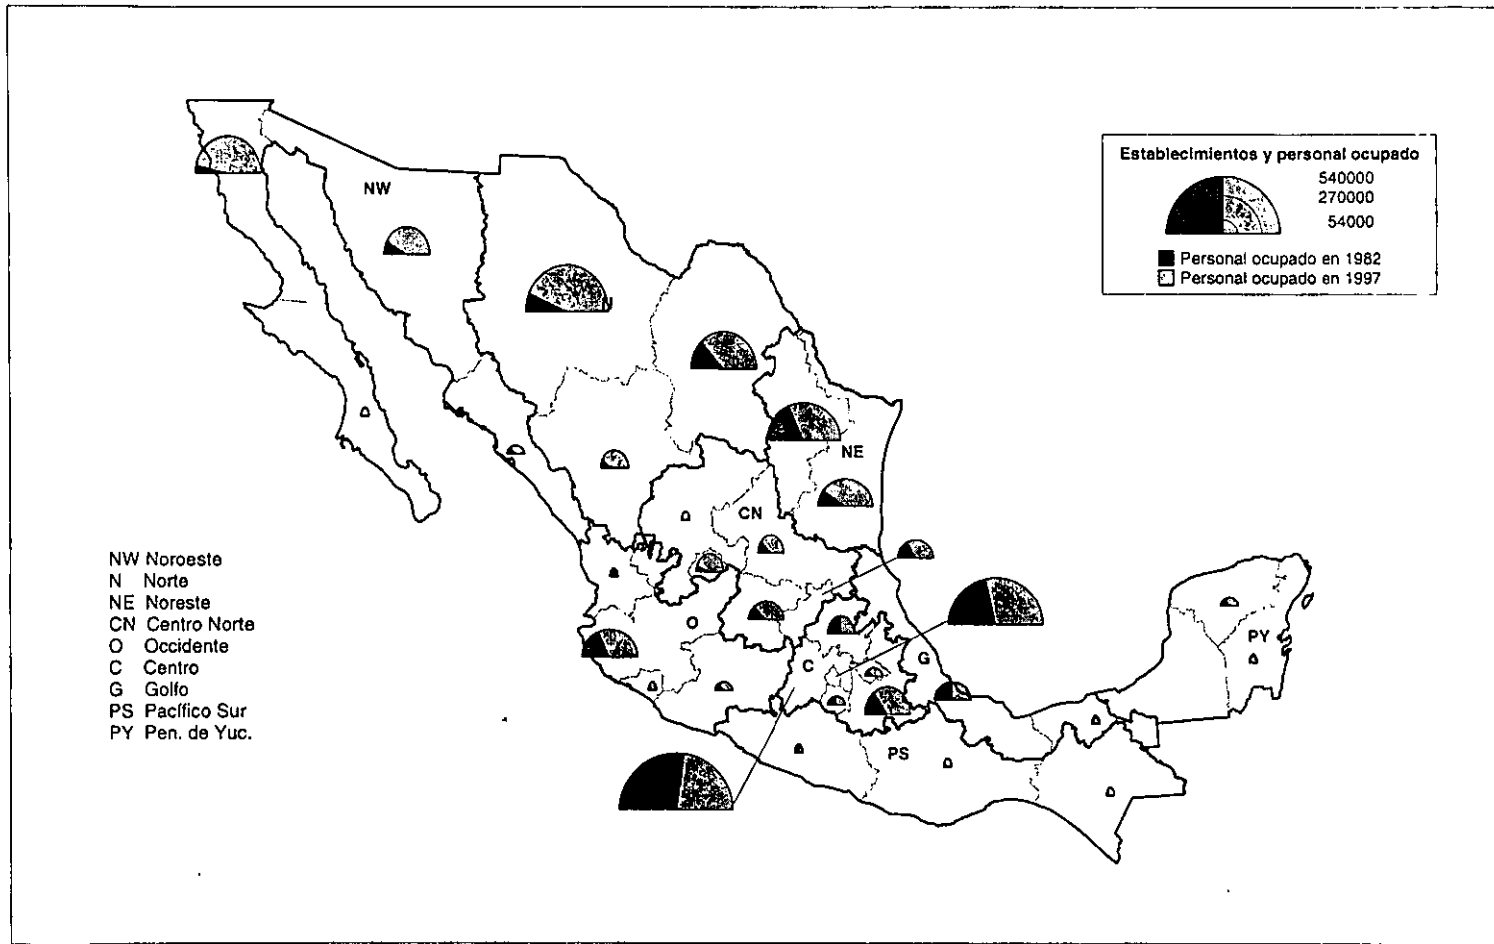 Establecimientos y personal ocupado
540000
270000
54000
Personal ocupado en 1982
Personal ocupado en 1997
NW
N
NE
CN
O
C
G
PS
PY
NW Noroeste
N Norte
NE Noreste
CN Centro Norte
O Occidente
C Centro
G Golfo
PS Pacífico Sur
PY Pen. de Yuc.